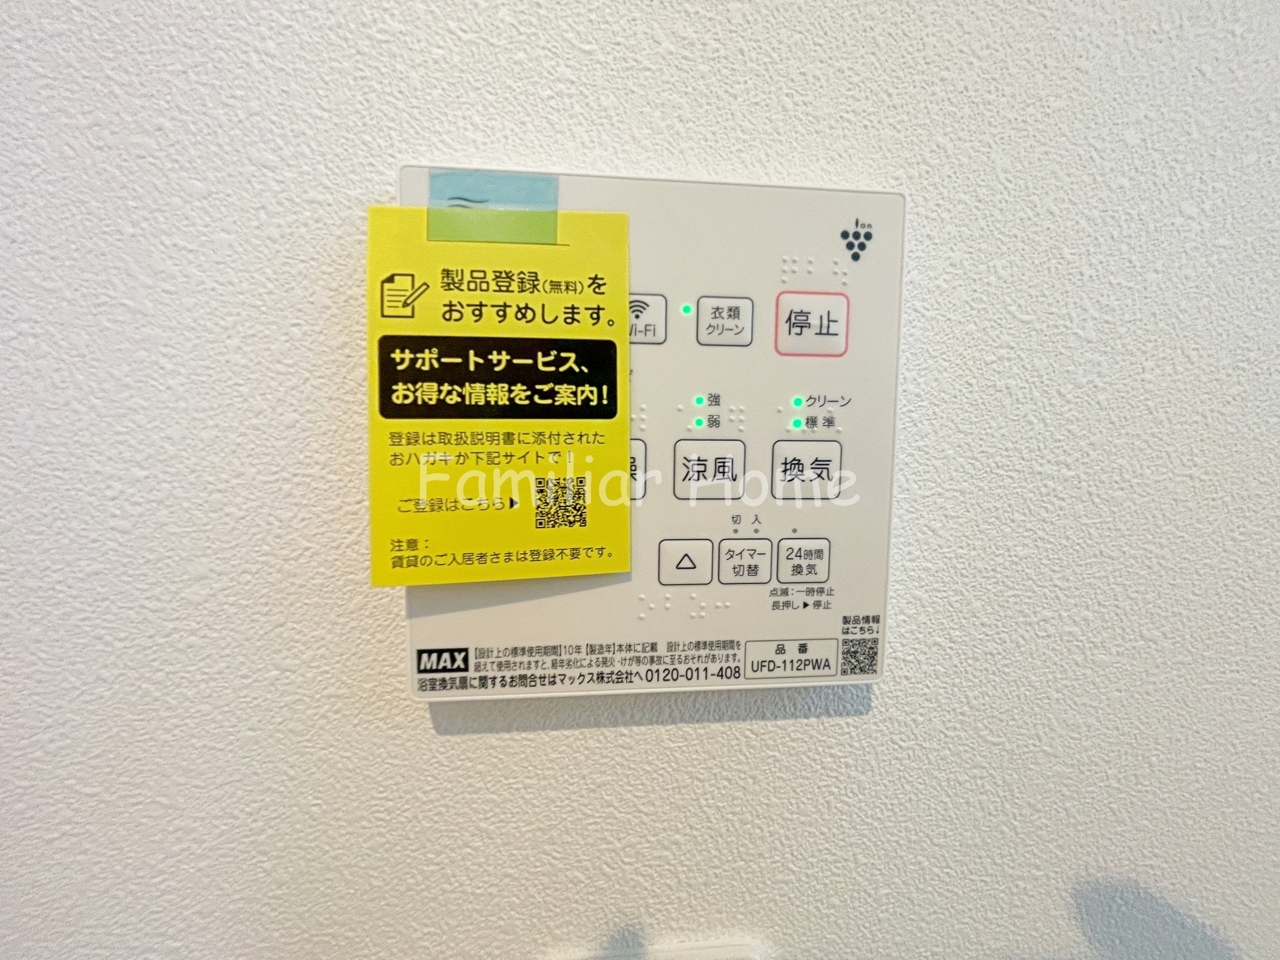 製品登録(無料)を
おすすめします。
サポートサービス、
お得な情報をご案内!
登録は取扱説明書に添付された
おハガキか下記サイトで!
ご登録はこちら▶
注意:
賃貸のご入居者さまは登録不要です。
ion
Wi-Fi
衣類
クリーン
停止
強
弱
クリーン
標準
燥
涼風
換気
切 入
△
タイマー
切替
24時間
換気
点滅:一時停止
長押し▶停止
製品情報
はこちら↓
MAX
【設計上の標準使用期間】10年【製造年】本体に記載 設計上の標準使用期間を
超えて使用されますと、経年劣化による発火・けが等の事故に至るおそれがあります。
浴室換気扇に関するお問合せはマックス株式会社へ 0120-011-408
品番
UFD-112PWA
Familiar Home